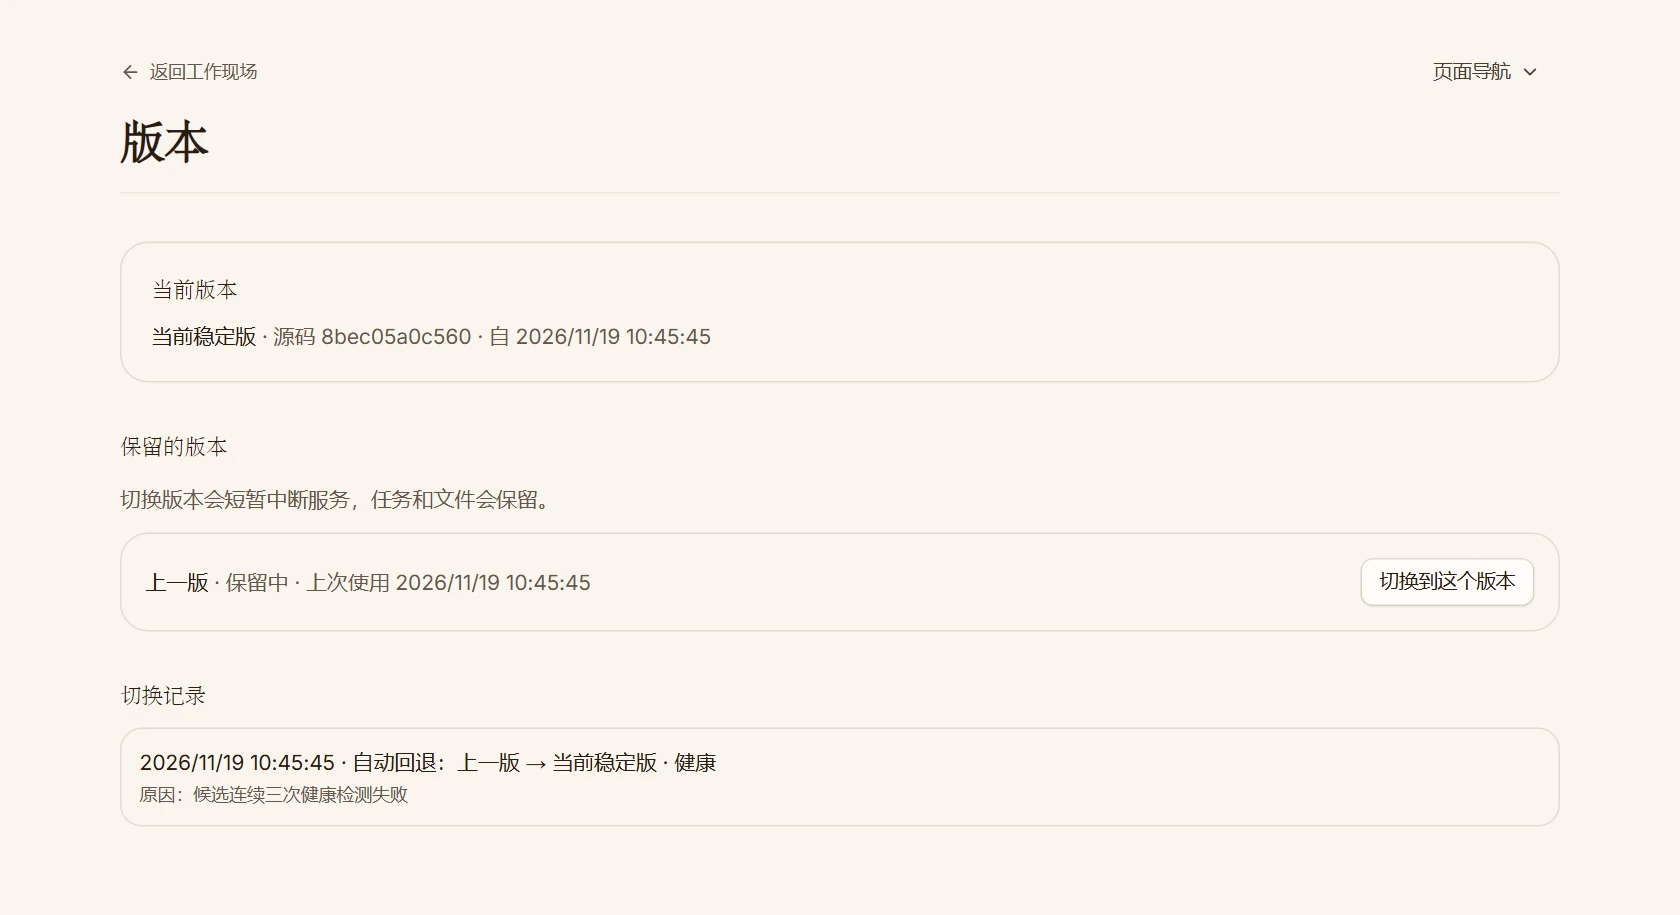 返回工作现场
页面导航
版本
当前版本
当前稳定版 · 源码 8bec05a0c560 · 自 2026/11/19 10:45:45
保留的版本
切换版本会短暂中断服务，任务和文件会保留。
上一版 · 保留中 · 上次使用 2026/11/19 10:45:45
切换到这个版本
切换记录
2026/11/19 10:45:45 · 自动回退：上一版 → 当前稳定版 · 健康
原因：候选连续三次健康检测失败